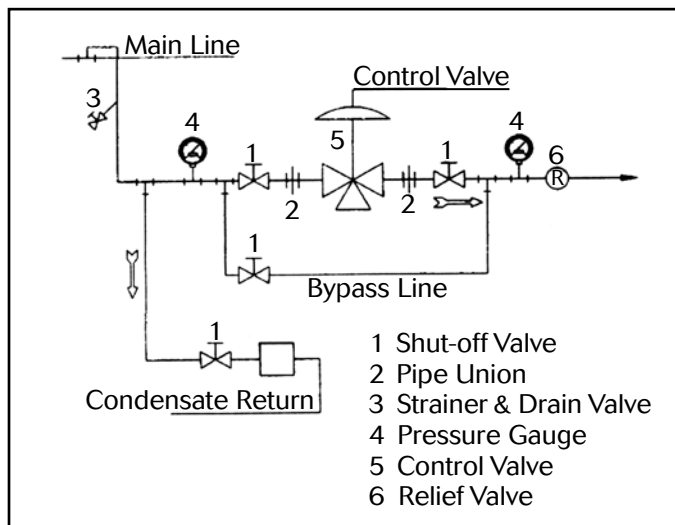 Main Line
Control Valve
3
4
1
5
4
6
R
1
2
2
1
Bypass Line
1
Condensate Return
1 Shut-off Valve
2 Pipe Union
3 Strainer & Drain Valve
4 Pressure Gauge
5 Control Valve
6 Relief Valve